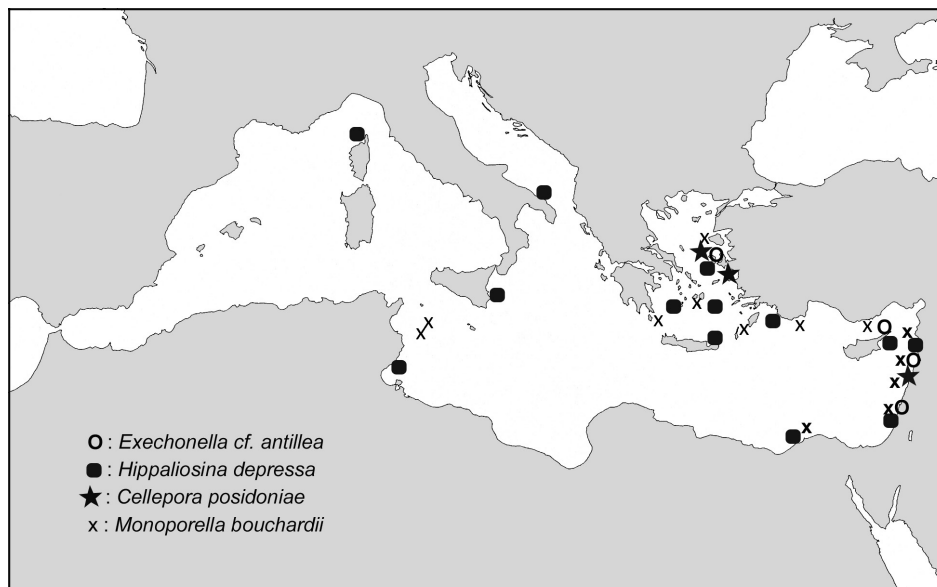 O : Exechonella cf. antillea
: Hippaliosina depressa
: Cellepora posidoniae
x : Monoporella bouchardii